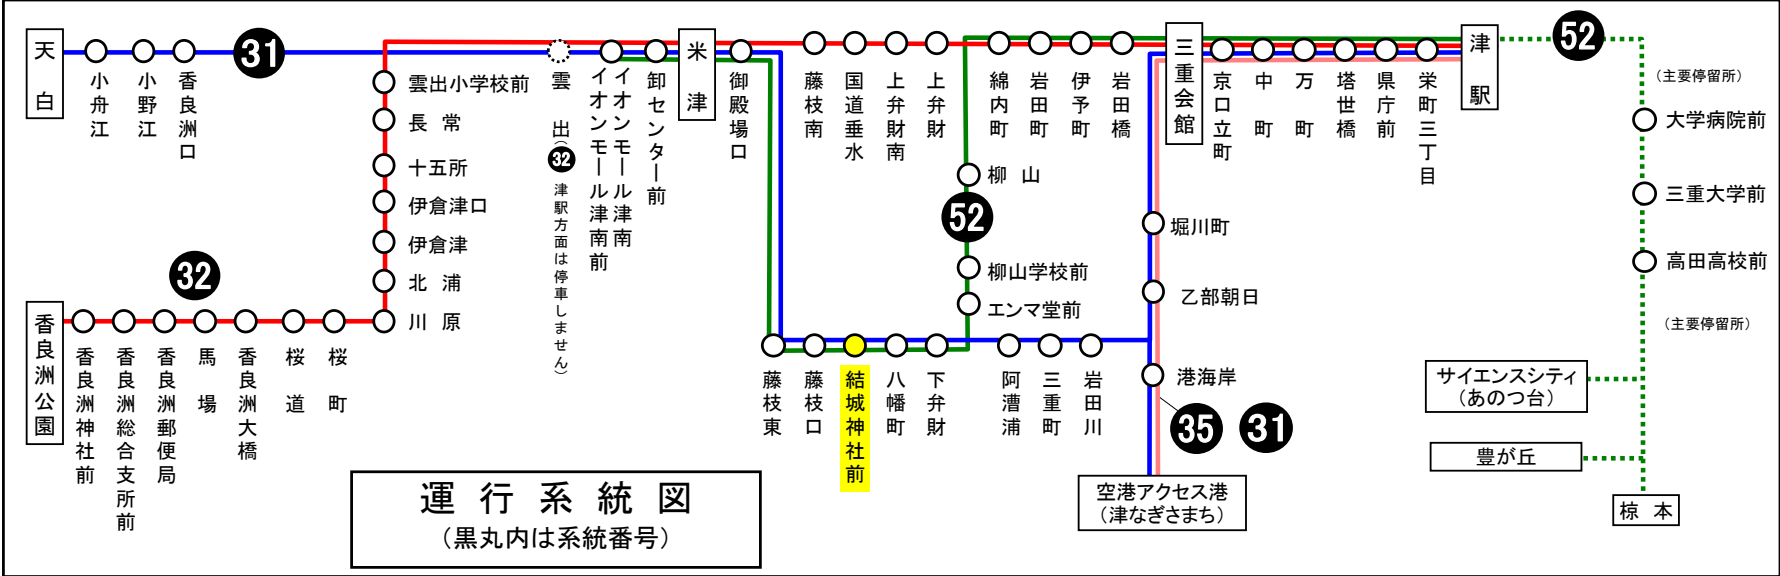 天白
小舟江
小野江
香良洲口
31
雲出
(32 津駅方面は停車しません)
イオンモール津南前
イオンモール津南
卸センター前
米津
御殿場口
藤枝南
国道垂水
上弁財南
上弁財
綿内町
岩田町
伊予町
岩田橋
三重会館
京口立町
中町
万町
塔世橋
県庁前
栄町三丁目
津駅
52
(主要停留所)
大学病院前
三重大学前
高田高校前
(主要停留所)
サイエンスシティ
(あのつ台)
豊が丘
椋本
雲出小学校前
長常
十五所
伊倉津口
伊倉津
北浦
川原
32
香良洲公園
香良洲神社前
香良洲総合支所前
香良洲郵便局
馬場
香良洲大橋
桜道
桜町
柳山
52
柳山学校前
エンマ堂前
藤枝東
藤枝口
結城神社前
八幡町
下弁財
阿漕浦
三重町
岩田川
堀川町
乙部朝日
港海岸
35
31
空港アクセス港
(津なぎさまち)
運行系統図
(黒丸内は系統番号)